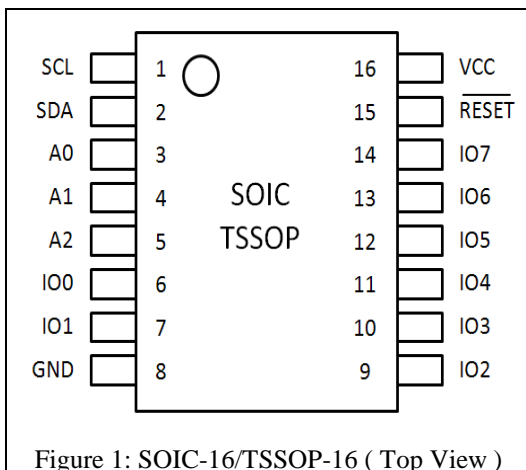 SCL 1 16 VCC
SDA 2 15 RESET
A0 3 14 IO7
A1 4 SOIC 13 IO6
A2 5 TSSOP 12 IO5
IO0 6 11 IO4
IO1 7 10 IO3
GND 8 9 IO2
Figure 1: SOIC-16/TSSOP-16 ( Top View )